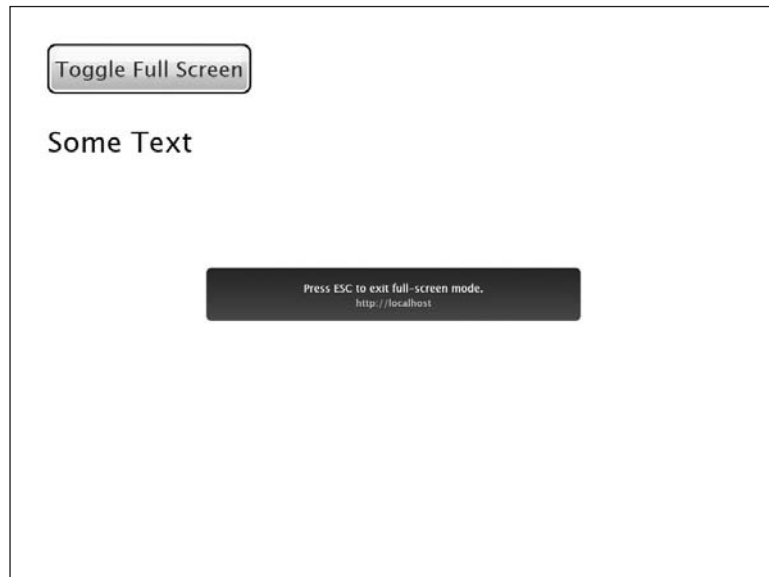 Toggle Full Screen
Some Text
Press ESC to exit full-screen mode.
http://localhost